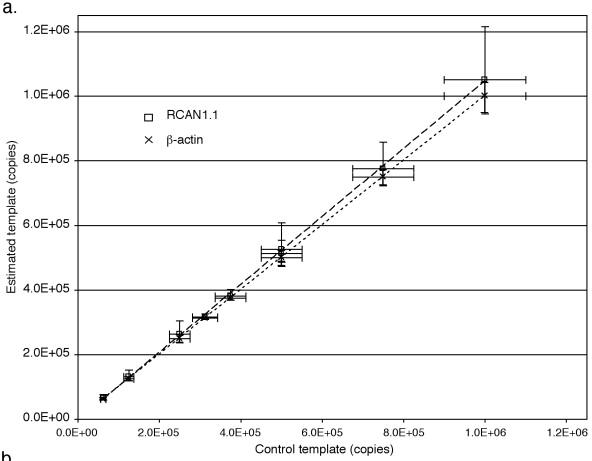 a.
1.2E+06
1.0E+06
8.0E+05
6.0E+05
4.0E+05
2.0E+05
0.0E+00
Estimated template (copies)
RCAN1.1
β-actin
0.0E+00 2.0E+05 4.0E+05 6.0E+05 8.0E+05 1.0E+06 1.2E+06
Control template (copies)
b